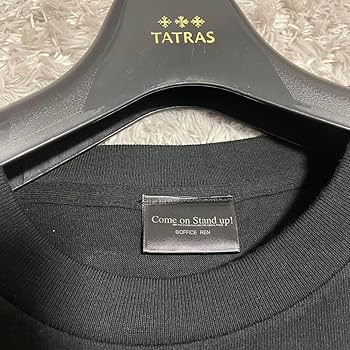 TATRAS
Come on Stand up!
©OFFICE REN